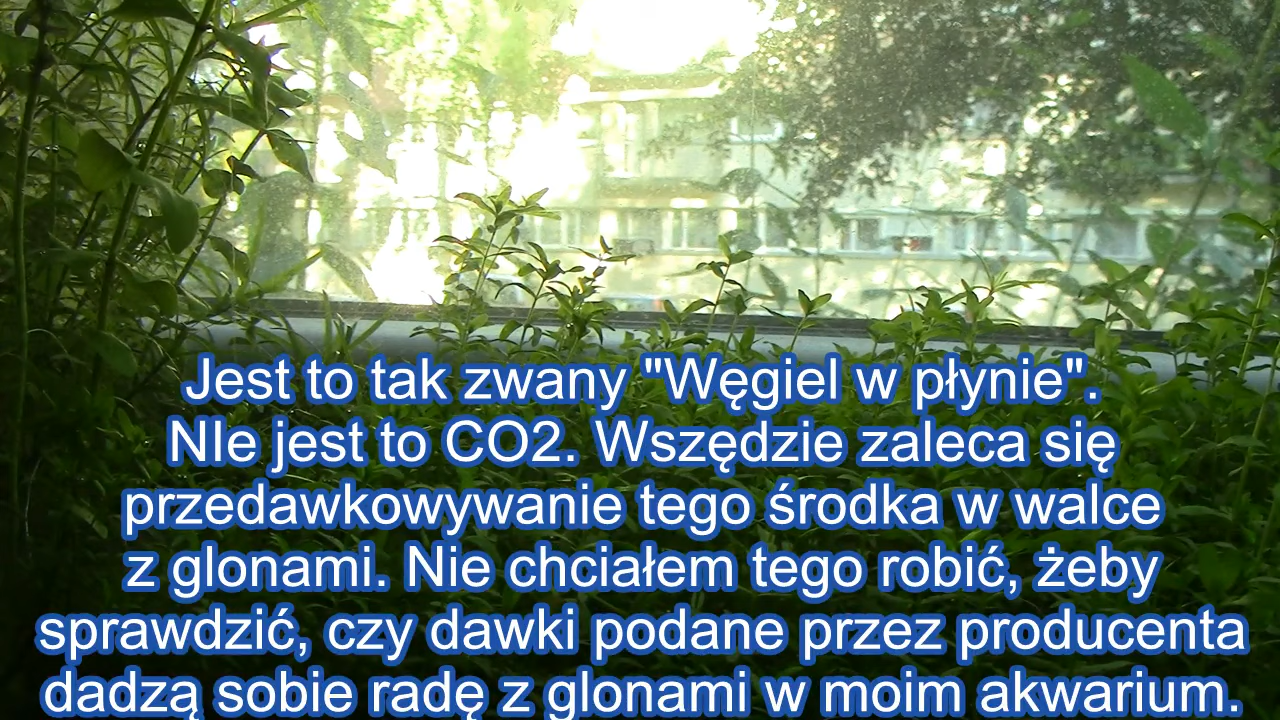 Jest to tak zwany "Węgiel w płynie".
NIe jest to CO2. Wszędzie zaleca się
przedawkowywanie tego środka w walce
z glonami. Nie chciałem tego robić, żeby
sprawdzić, czy dawki podane przez producenta
dadzą sobie radę z glonami w moim akwarium.